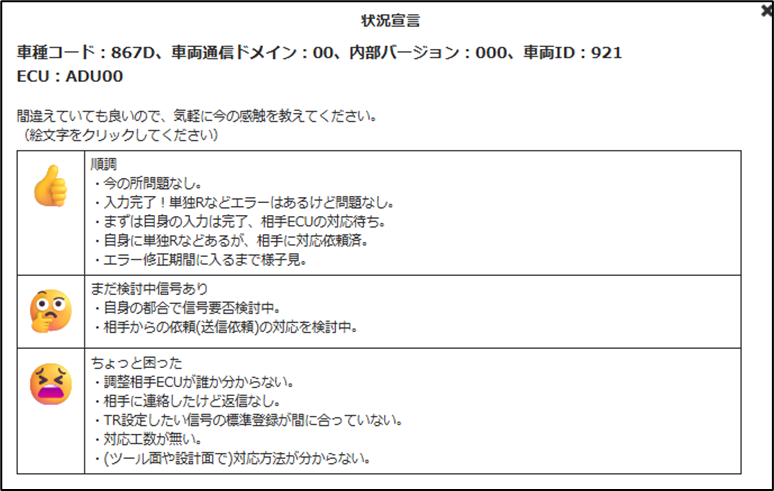 状況宣言
車種コード：867D、車両通信ドメイン：00、内部バージョン：000、車両ID：921
ECU：ADU00
間違えていても良いので、気軽に今の感触を教えてください。
（絵文字をクリックしてください）
順調
・今の所問題なし。
・入力完了！単独Rなどエラーはあるけど問題なし。
・まずは自身の入力は完了、相手ECUの対応待ち。
・自身に単独Rなどあるが、相手に対応依頼済。
・エラー修正期間に入るまで様子見。
まだ検討中信号あり
・自身の都合で信号要否検討中。
・相手からの依頼(送信依頼)の対応を検討中。
ちょっと困った
・調整相手ECUが誰か分からない。
・相手に連絡したけど返信なし。
・TR設定したい信号の標準登録が間に合っていない。
・対応工数が無い。
・(ツール面や設計面で)対応方法が分からない。